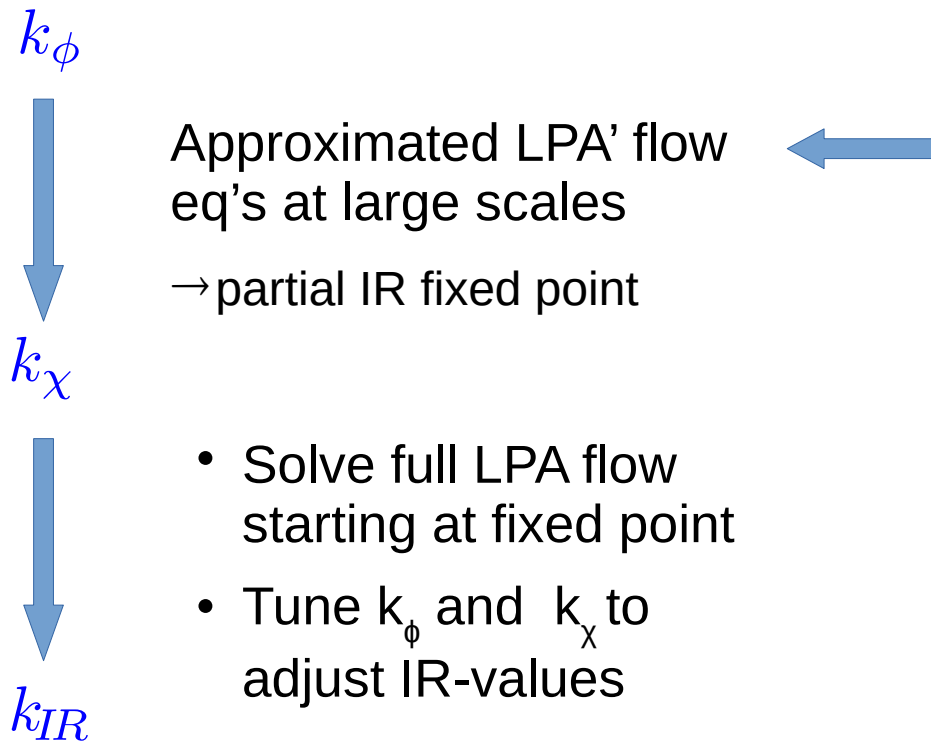 k_ϕ
Approximated LPA’ flow
eq’s at large scales
→partial IR fixed point
k_χ
• Solve full LPA flow
starting at fixed point
• Tune k_ϕ and k_χ to
adjust IR-values
k_IR